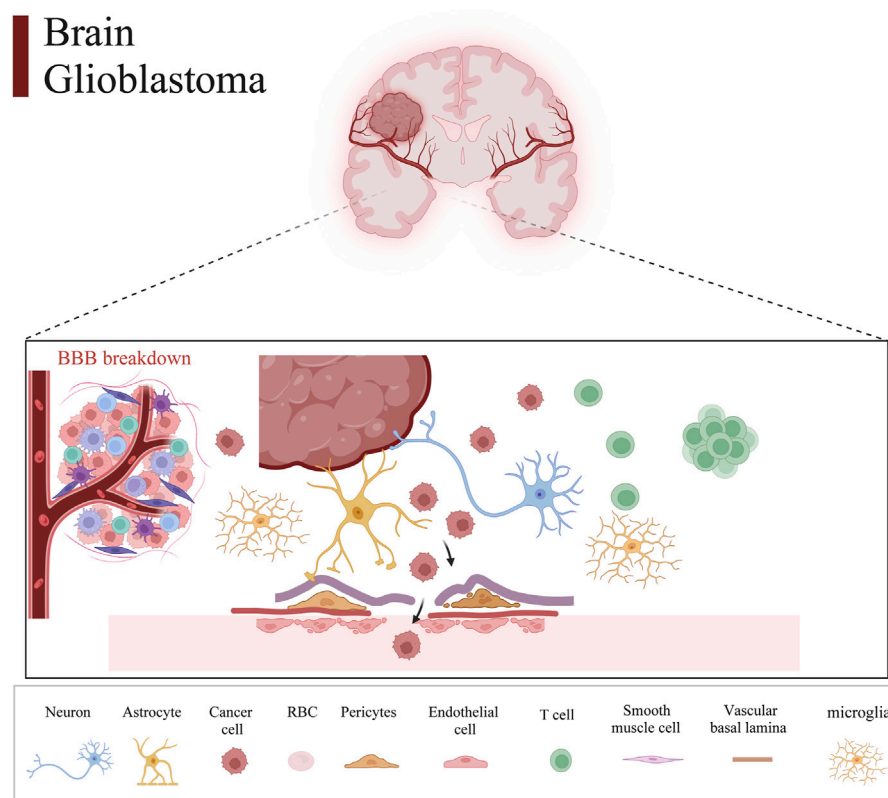 Brain
Glioblastoma
BBB breakdown
Neuron
Astrocyte
Cancer
cell
RBC
Pericytes
Endothelial
cell
T cell
Smooth
muscle cell
Vascular
basal lamina
microglia